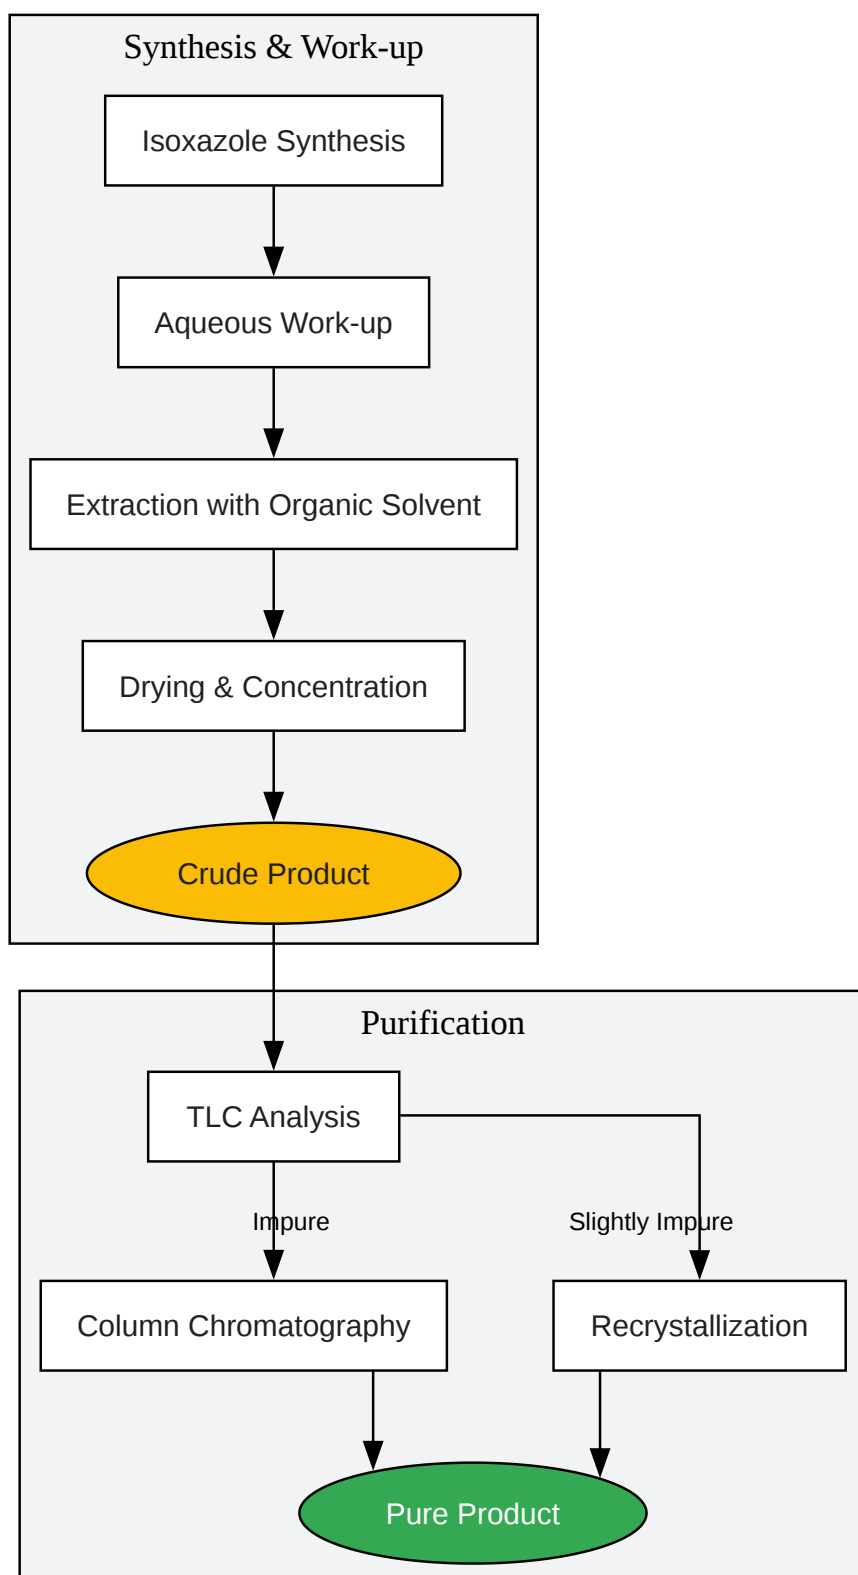 Synthesis & Work-up
Isoxazole Synthesis
Aqueous Work-up
Extraction with Organic Solvent
Drying & Concentration
Crude Product
Purification
TLC Analysis
Impure
Slightly Impure
Column Chromatography
Recrystallization
Pure Product